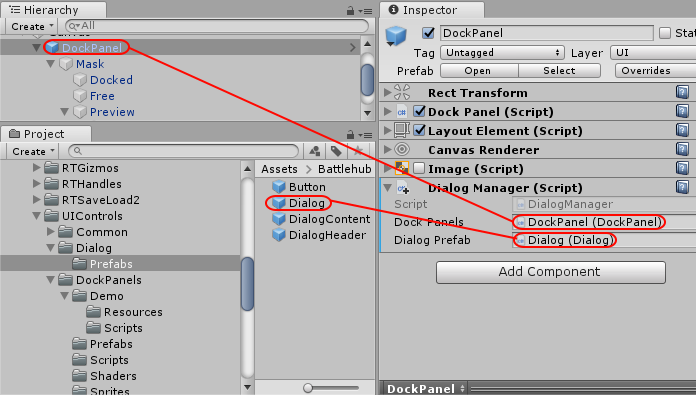 Hierarchy
Create
All
DockPanel
Mask
Docked
Free
Preview
Project
Create
RTGizmos
RTHandles
RTSaveLoad2
UIControls
Common
Dialog
Prefabs
DockPanels
Demo
Resources
Scripts
Prefabs
Scripts
Shaders
Sprites
Assets Battlehub
Button
Dialog
DialogContent
DialogHeader
Inspector
DockPanel Stat
Tag Untagged Layer UI
Prefab Open Select Overrides
Rect Transform
Dock Panel (Script)
Layout Element (Script)
Canvas Renderer
Image (Script)
Dialog Manager (Script)
Script DialogManager
Dock Panels DockPanel (DockPanel)
Dialog Prefab Dialog (Dialog)
Add Component
DockPanel